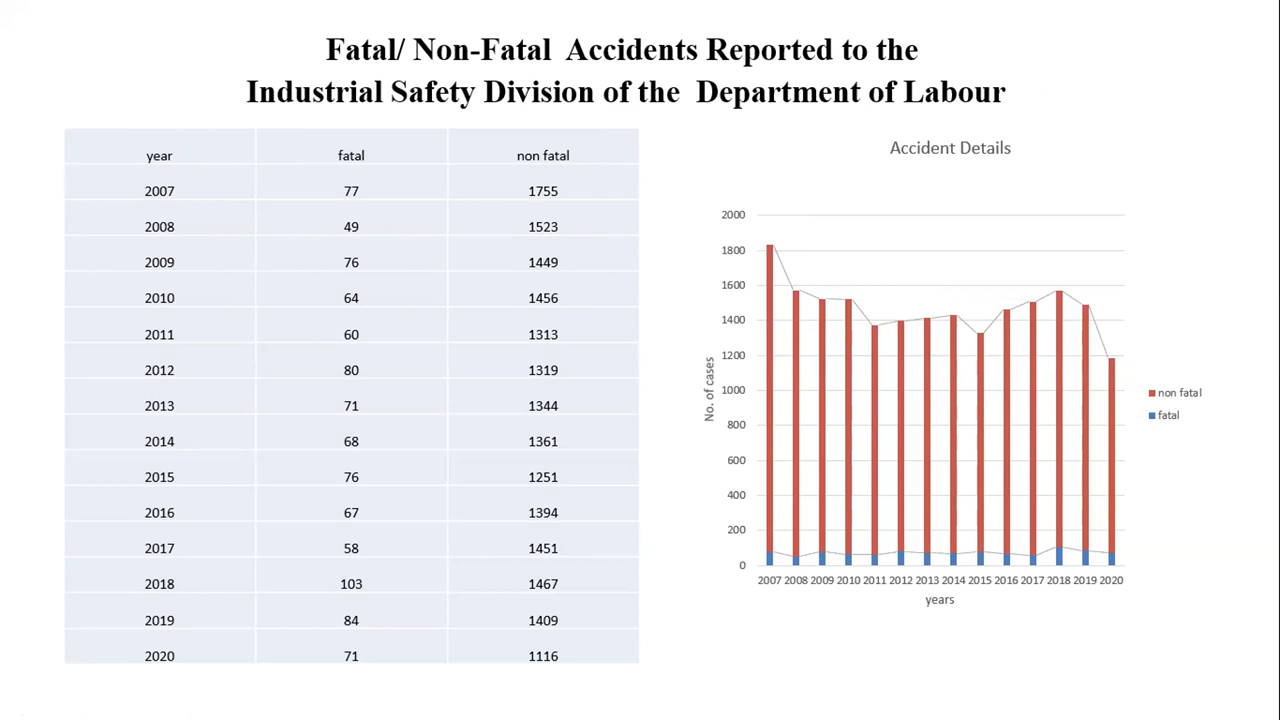 Fatal/ Non-Fatal Accidents Reported to the
Industrial Safety Division of the Department of Labour
year fatal non fatal
2007 77 1755
2008 49 1523
2009 76 1449
2010 64 1456
2011 60 1313
2012 80 1319
2013 71 1344
2014 68 1361
2015 76 1251
2016 67 1394
2017 58 1451
2018 103 1467
2019 84 1409
2020 71 1116
Accident Details
2000
1800
1600
1400
1200
1000
800
600
400
200
0
No. of cases
2007 2008 2009 2010 2011 2012 2013 2014 2015 2016 2017 2018 2019 2020
years
non fatal
fatal